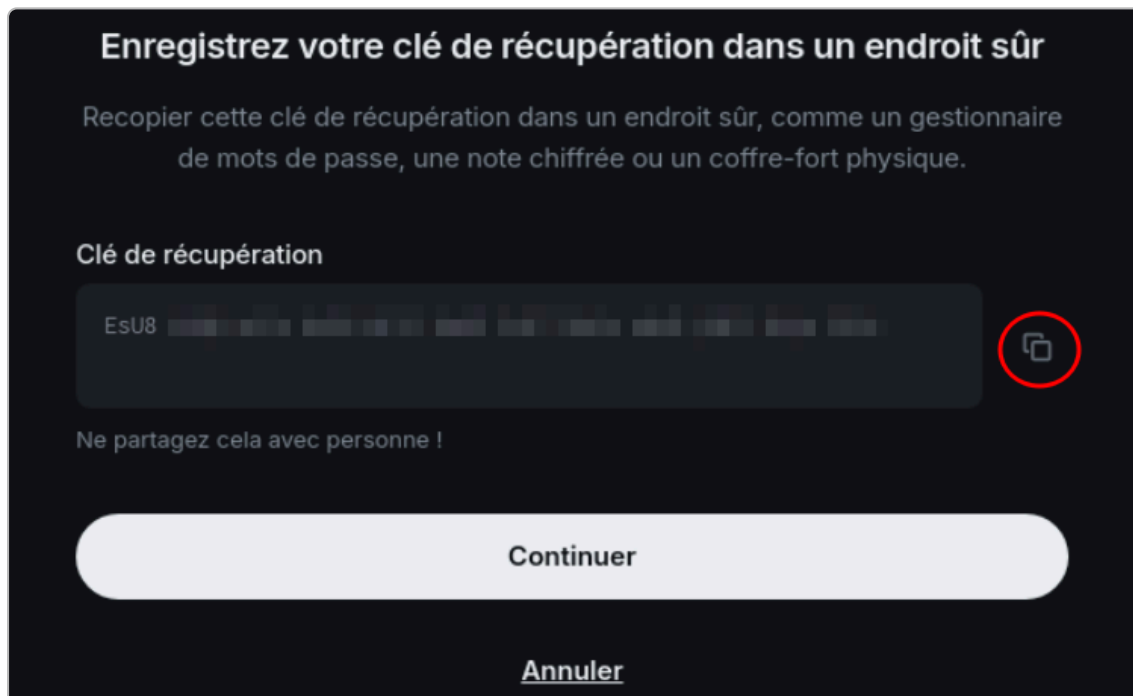 Enregistrez votre clé de récupération dans un endroit sûr
Recopier cette clé de récupération dans un endroit sûr, comme un gestionnaire
de mots de passe, une note chiffrée ou un coffre-fort physique.
Clé de récupération
EsU8
Ne partagez cela avec personne !
Continuer
Annuler